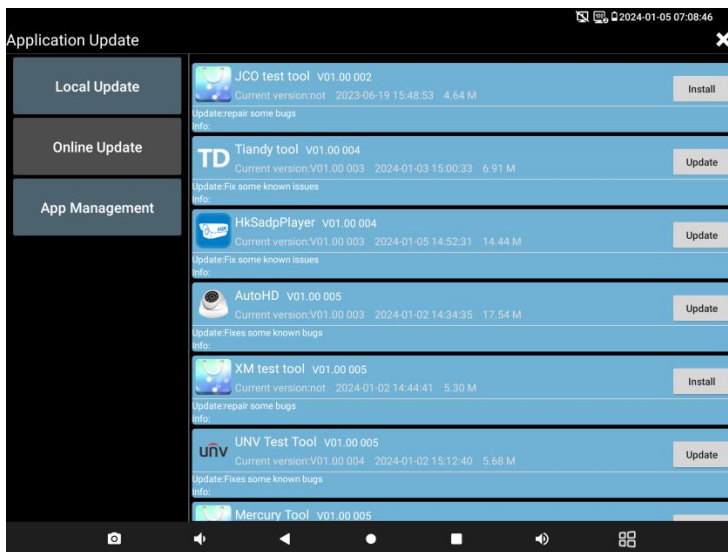 2024-01-05 07:08:46
Application Update
Local Update
Online Update
App Management
JCO test tool V01.00 002
Current version:not 2023-06-19 15:48:53 4.64 M
Install
Update:repair some bugs
Info:
TD
Tiandy tool V01.00 004
Current version:V01.00 003 2024-01-03 15:00:33 6.91 M
Update
Update:Fix some known issues
Info:
HkSadpPlayer V01.00 004
Current version:V01.00 003 2024-01-05 14:52:31 14.44 M
Update
Update:Fix some known issues
Info:
AutoHD V01.00 005
Current version:V01.00 003 2024-01-02 14:34:35 17.54 M
Update
Update:Fixes some known bugs
Info:
XM test tool V01.00 005
Current version:not 2024-01-02 14:44:41 5.30 M
Install
Update:repair some bugs
Info:
unv
UNV Test Tool V01.00 005
Current version:V01.00 004 2024-01-02 15:12:40 5.68 M
Update
Update:Fixes some known bugs
Info:
Mercury Tool V01.00 005